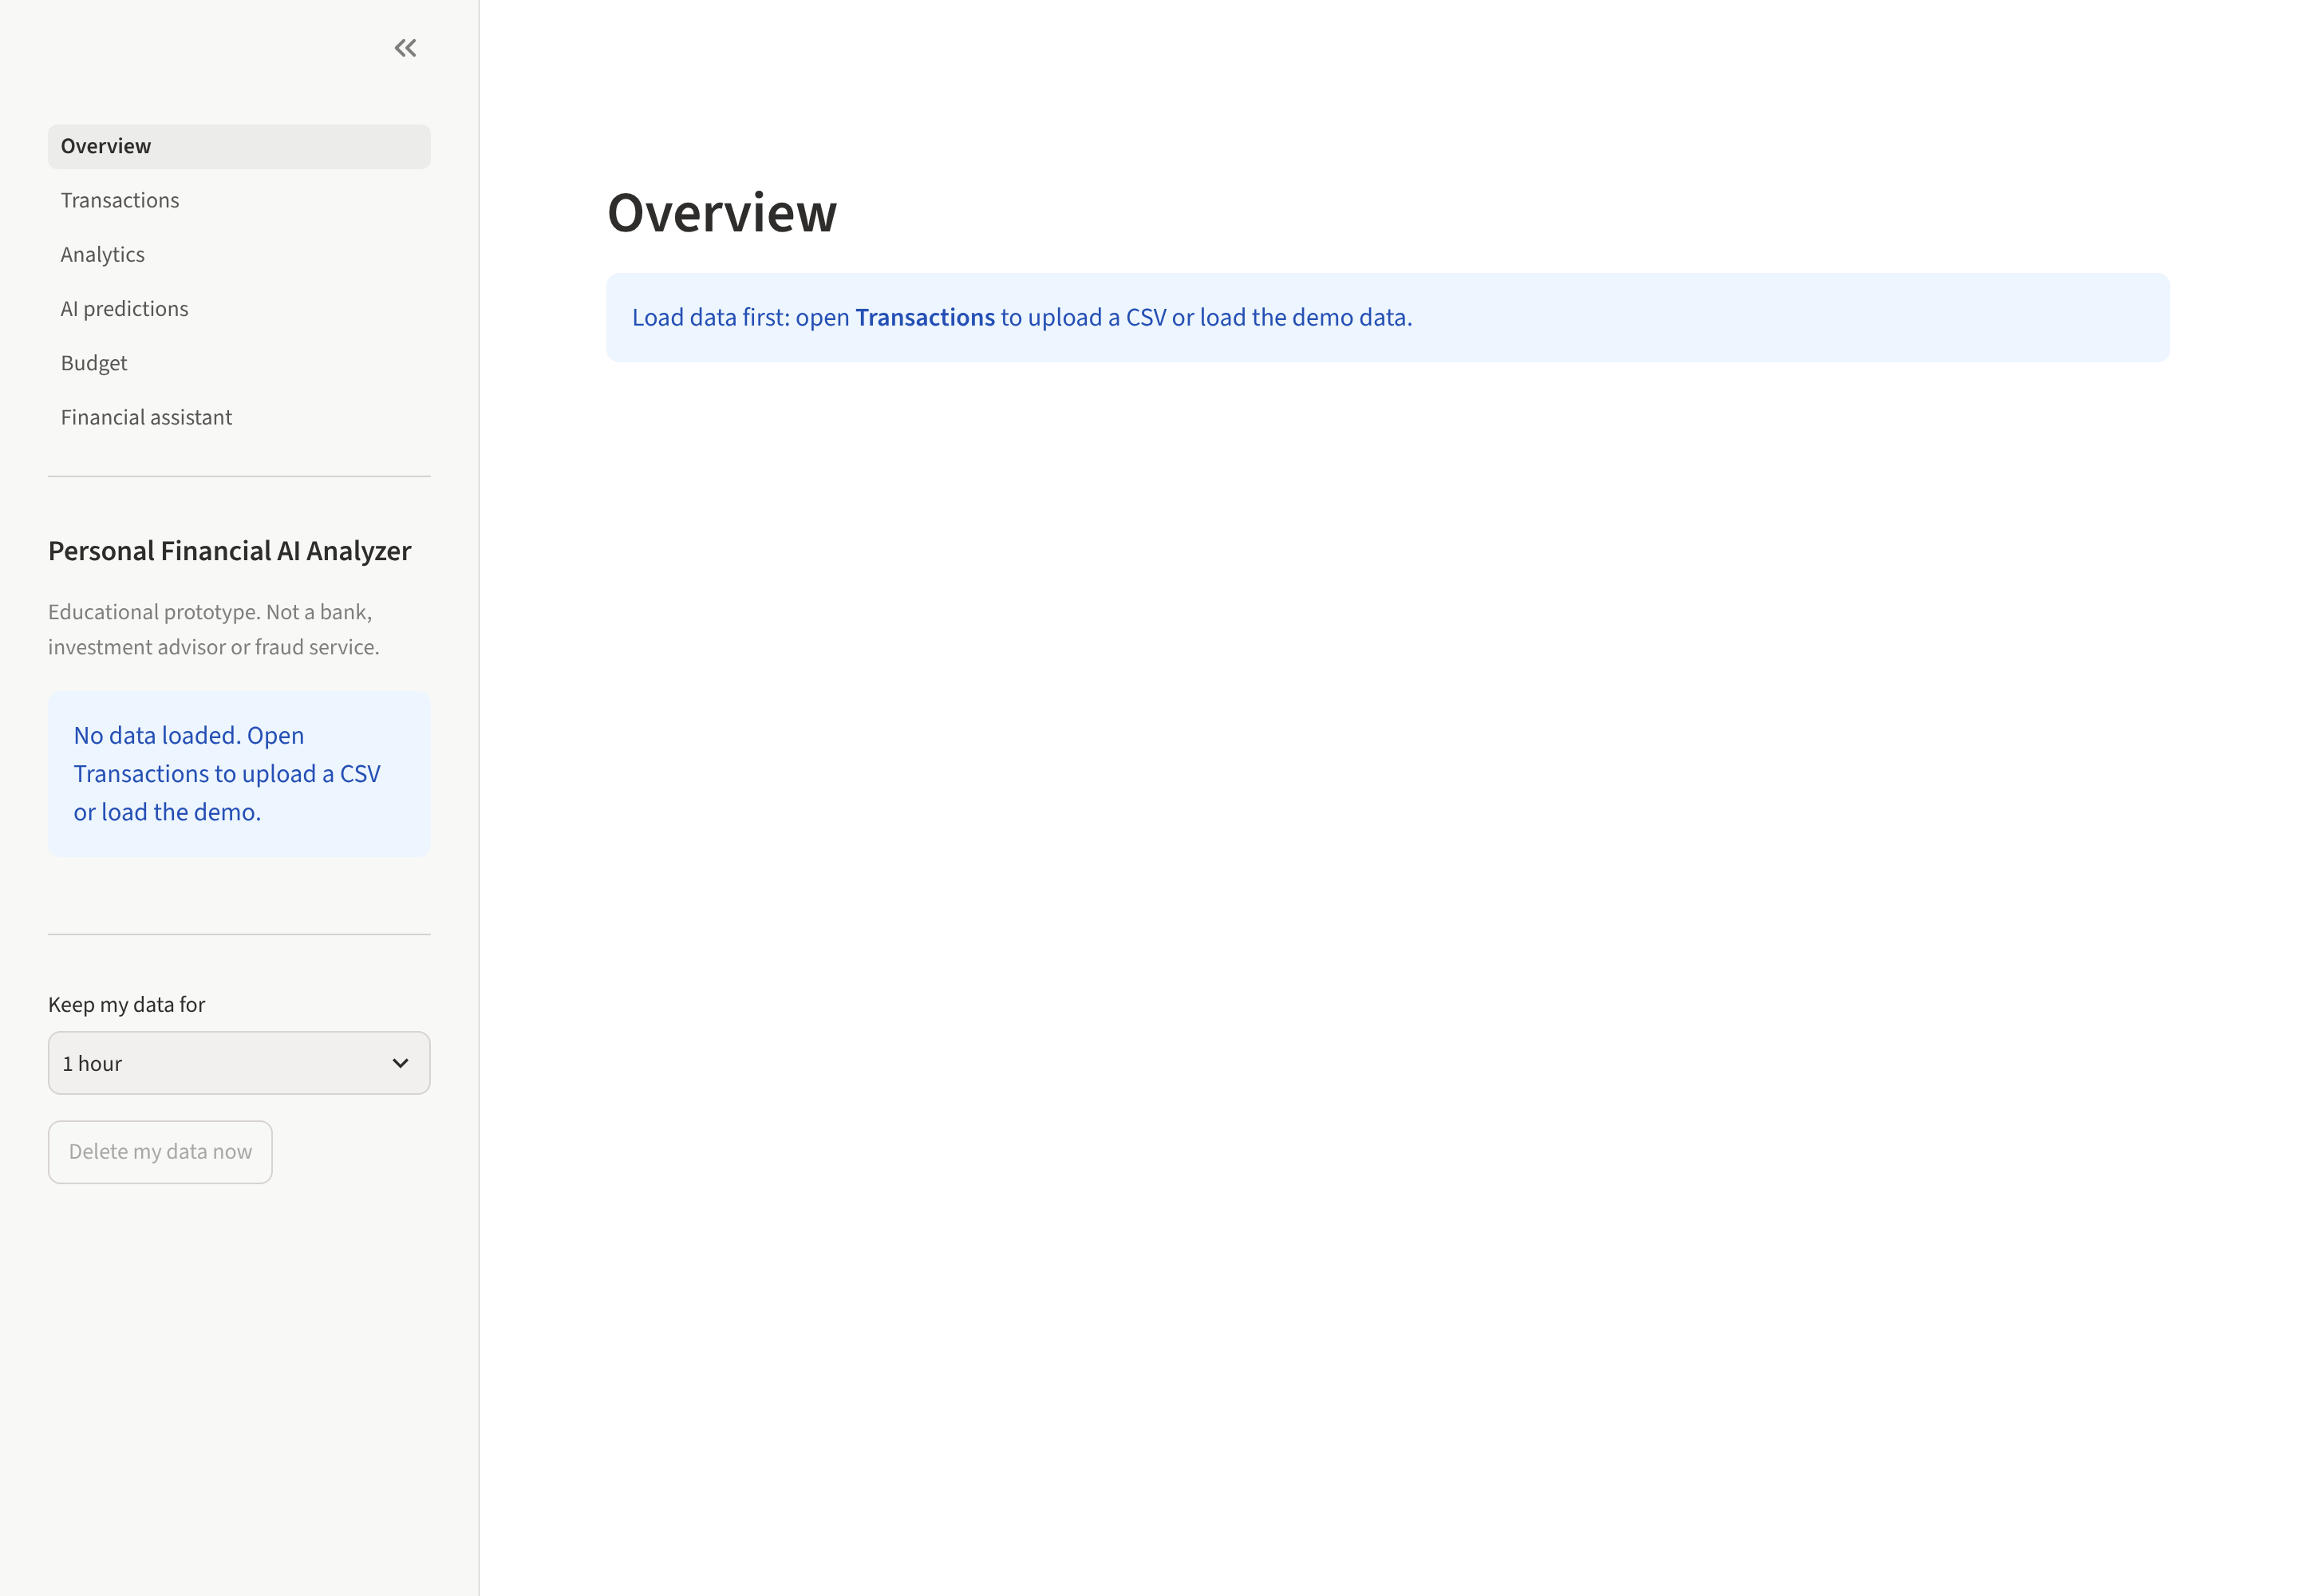 Overview
Transactions
Analytics
AI predictions
Budget
Financial assistant
Personal Financial AI Analyzer
Educational prototype. Not a bank,
investment advisor or fraud service.
No data loaded. Open
Transactions to upload a CSV
or load the demo.
Keep my data for
1 hour
Delete my data now
Overview
Load data first: open Transactions to upload a CSV or load the demo data.